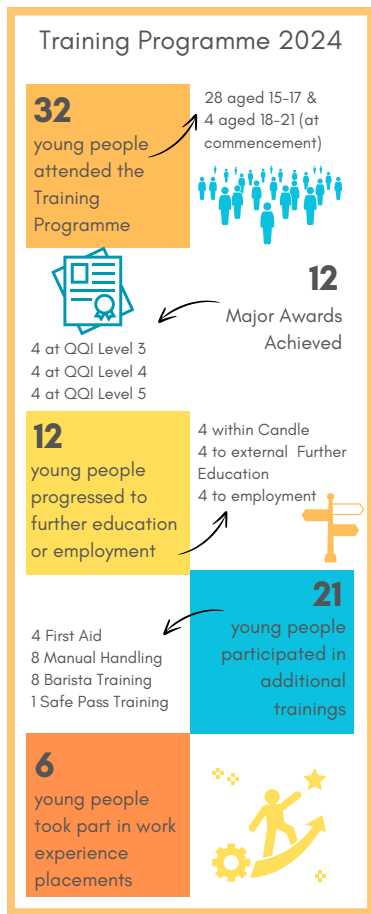 Training Programme 2024
32
young people
attended the
Training
Programme
28 aged 15-17 &
4 aged 18-21 (at
commencement)
12
Major Awards
Achieved
4 at QQI Level 3
4 at QQI Level 4
4 at QQI Level 5
12
young people
progressed to
further education
or employment
4 within Candle
4 to external  Further
Education
4 to employment
21
young people
participated in
additional
trainings
4 First Aid
8 Manual Handling
8 Barista Training
1 Safe Pass Training
6
young people
took part in work
experience
placements